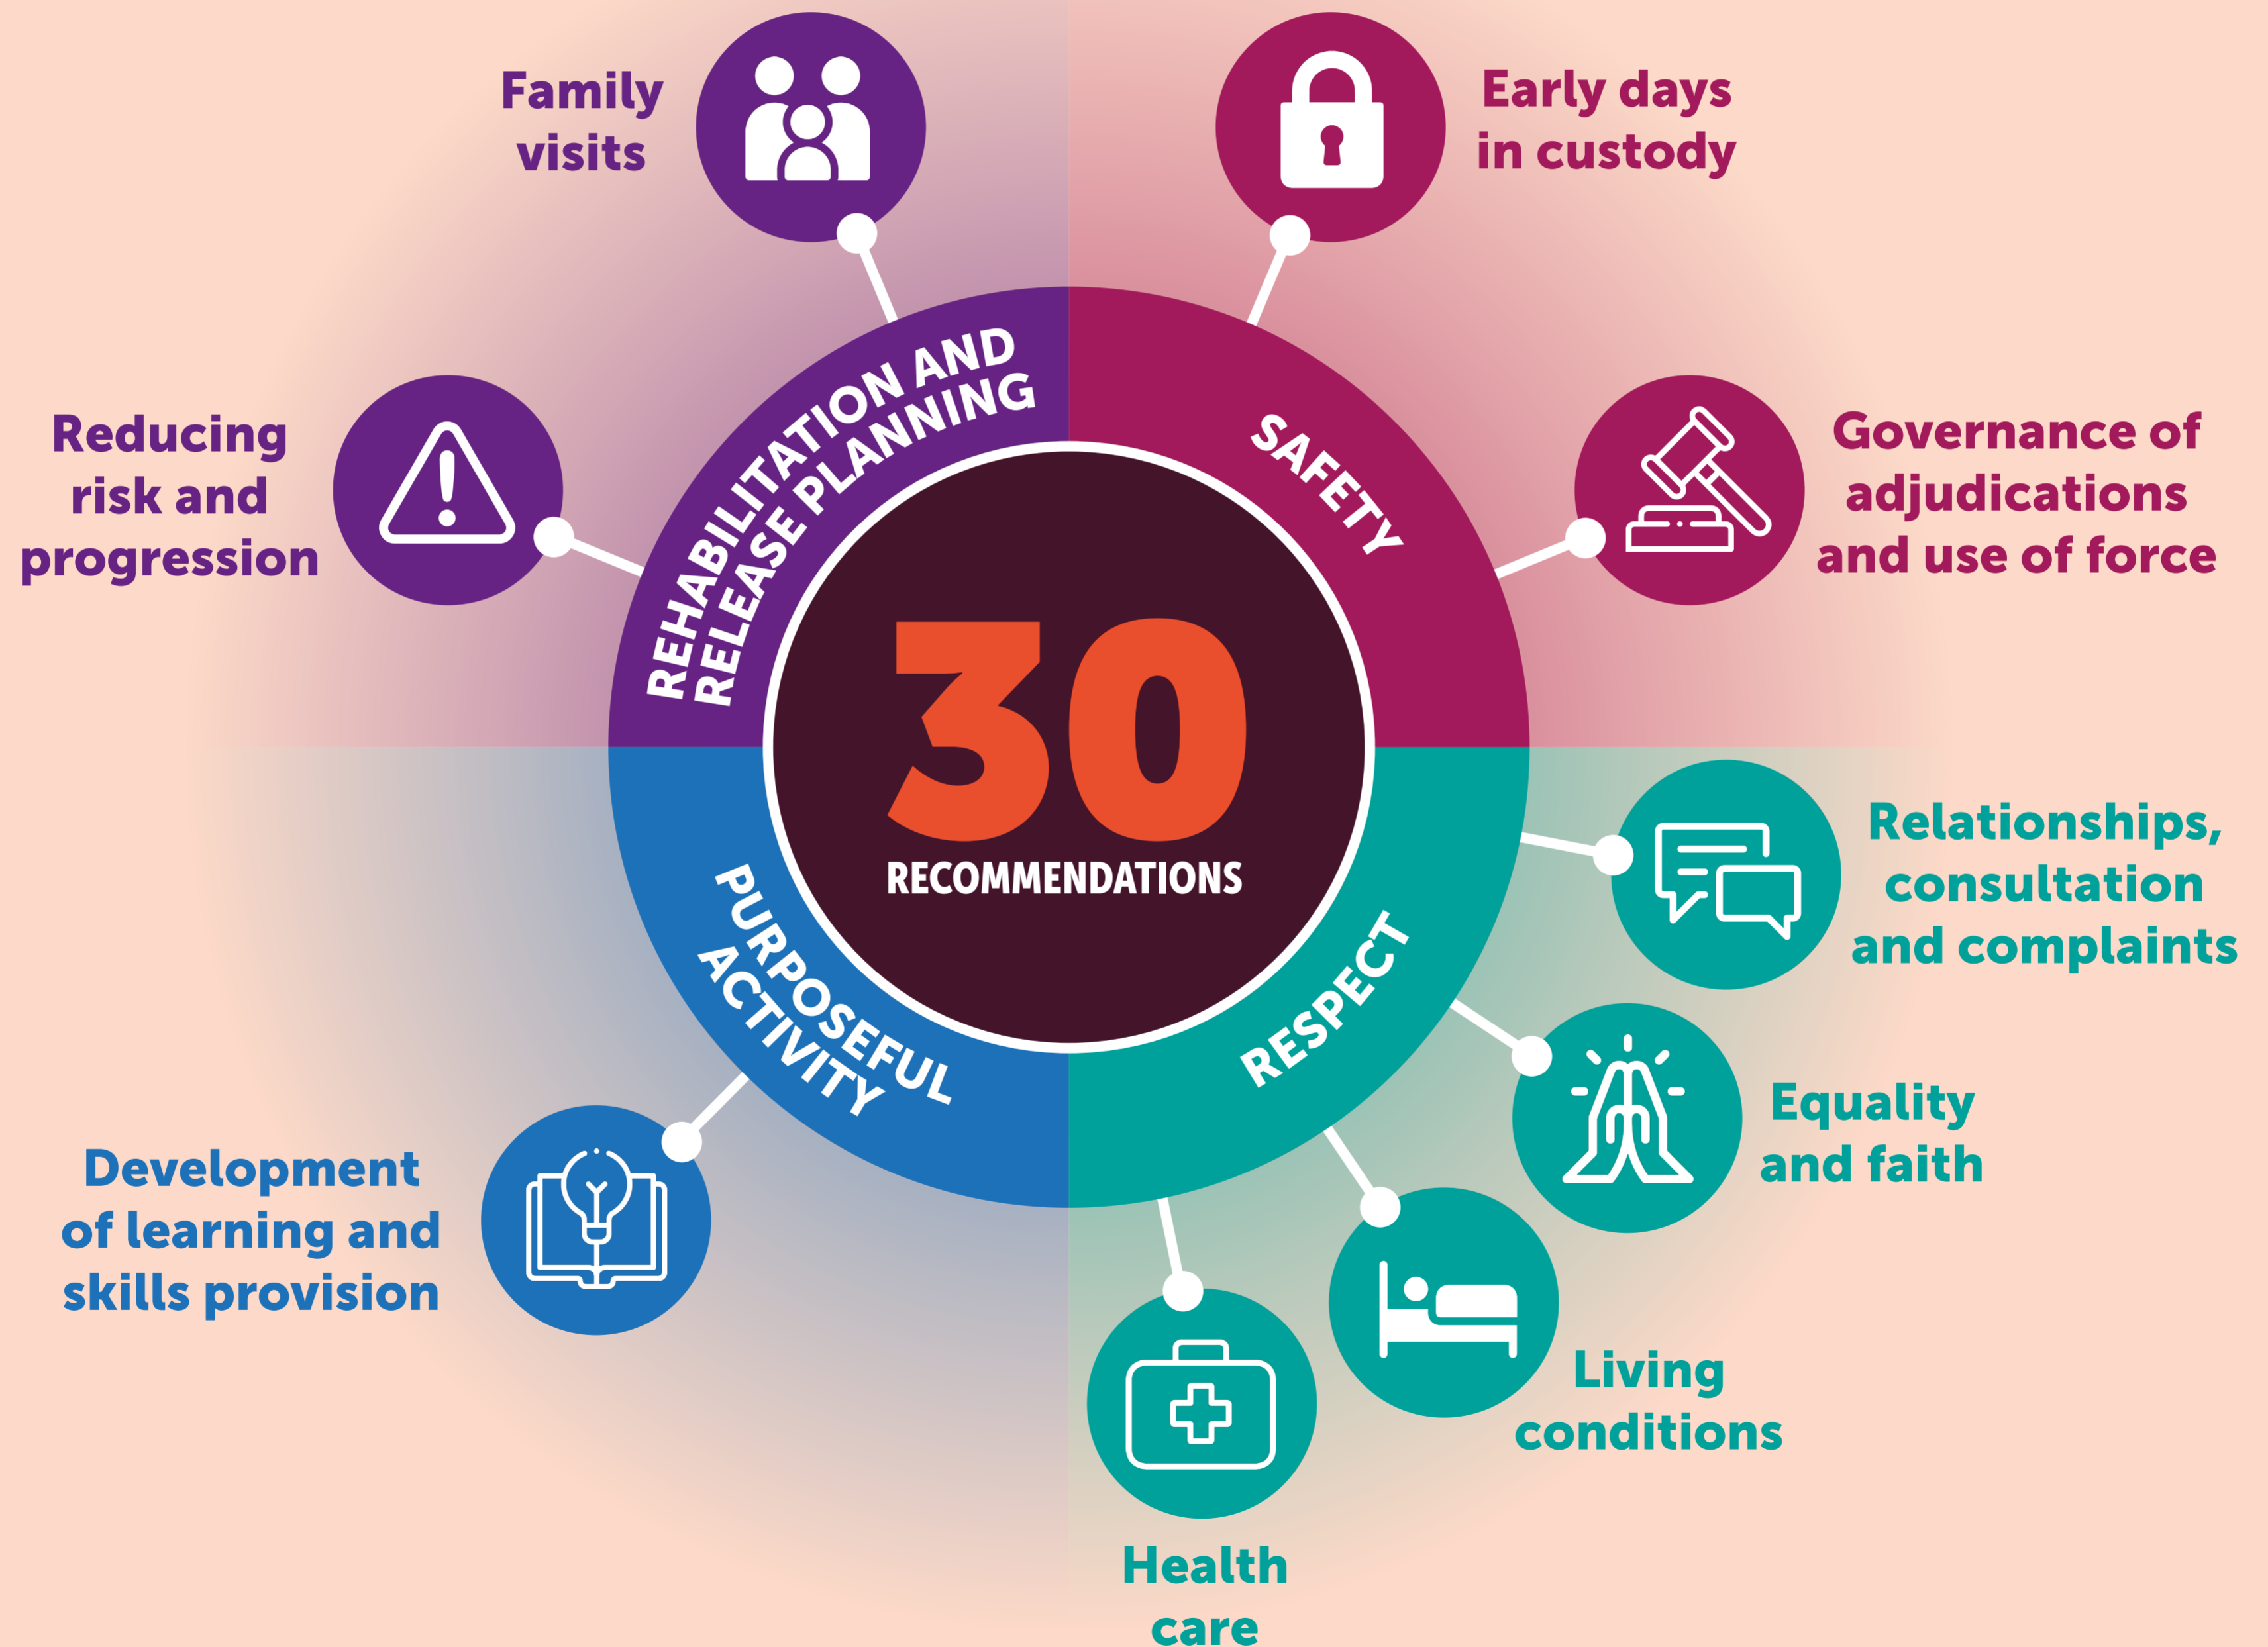 Family
visits
Early days
in custody
Reducing
risk and
progression
Governance of
adjudications
and use of force
REHABILITATION AND
RELEASE PLANNING
SAFETY
30
RECOMMENDATIONS
PURPOSEFUL
ACTIVITY
RESPECT
Relationships,
consultation
and complaints
Equality
and faith
Development
of learning and
skills provision
Living
conditions
Health
care